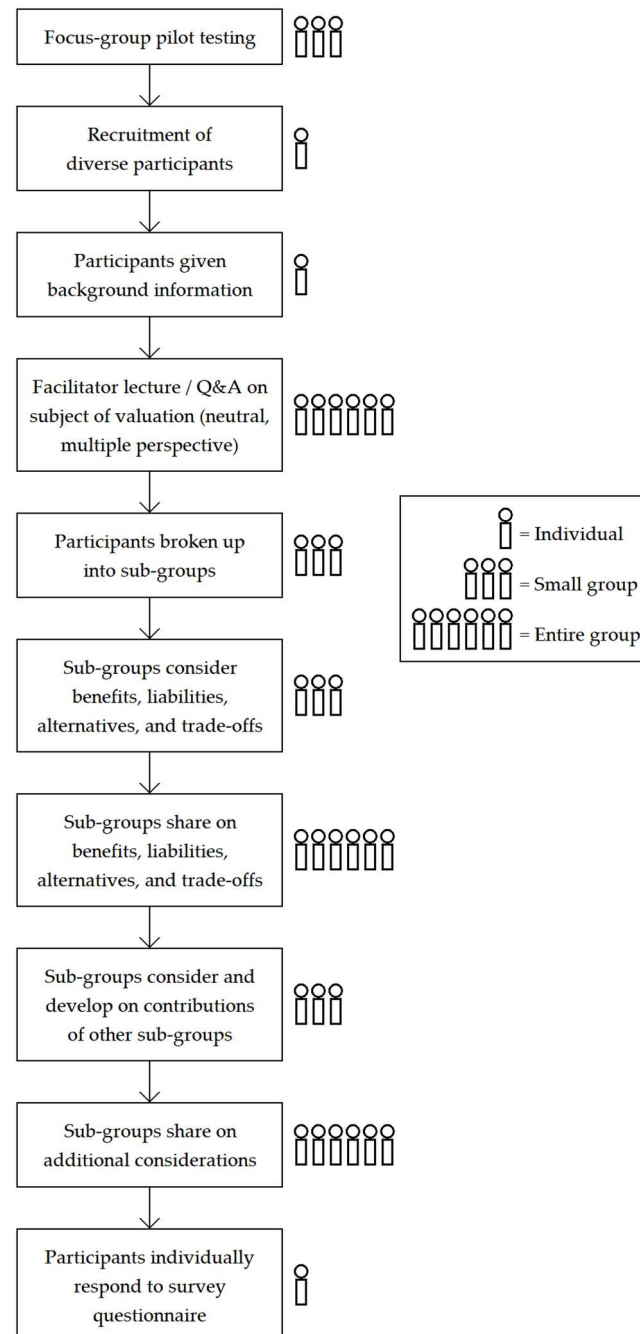 Focus-group pilot testing
Recruitment of
diverse participants
Participants given
background information
Facilitator lecture / Q&A on
subject of valuation (neutral,
multiple perspective)
Participants broken up
into sub-groups
Sub-groups consider
benefits, liabilities,
alternatives, and trade-offs
Sub-groups share on
benefits, liabilities,
alternatives, and trade-offs
Sub-groups consider and
develop on contributions
of other sub-groups
Sub-groups share on
additional considerations
Participants individually
respond to survey
questionnaire
= Individual
= Small group
= Entire group